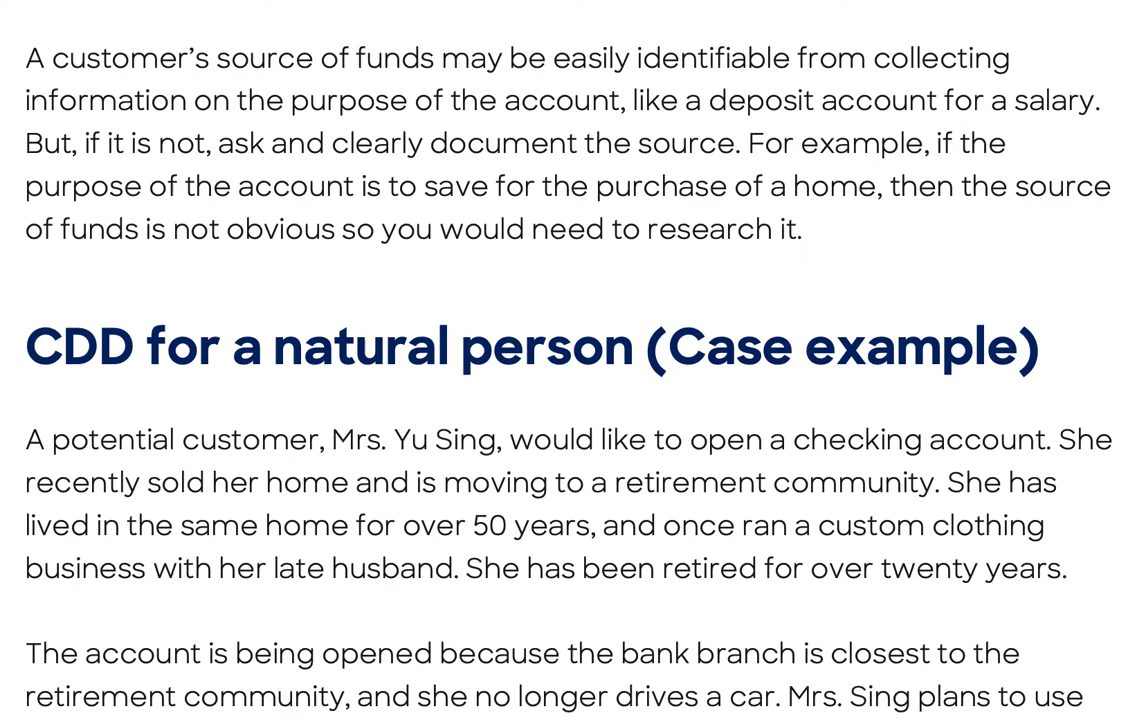 A customer’s source of funds may be easily identifiable from collecting
information on the purpose of the account, like a deposit account for a salary.
But, if it is not, ask and clearly document the source. For example, if the
purpose of the account is to save for the purchase of a home, then the source
of funds is not obvious so you would need to research it.
CDD for a natural person (Case example)
A potential customer, Mrs. Yu Sing, would like to open a checking account. She
recently sold her home and is moving to a retirement community. She has
lived in the same home for over 50 years, and once ran a custom clothing
business with her late husband. She has been retired for over twenty years.
The account is being opened because the bank branch is closest to the
retirement community, and she no longer drives a car. Mrs. Sing plans to use